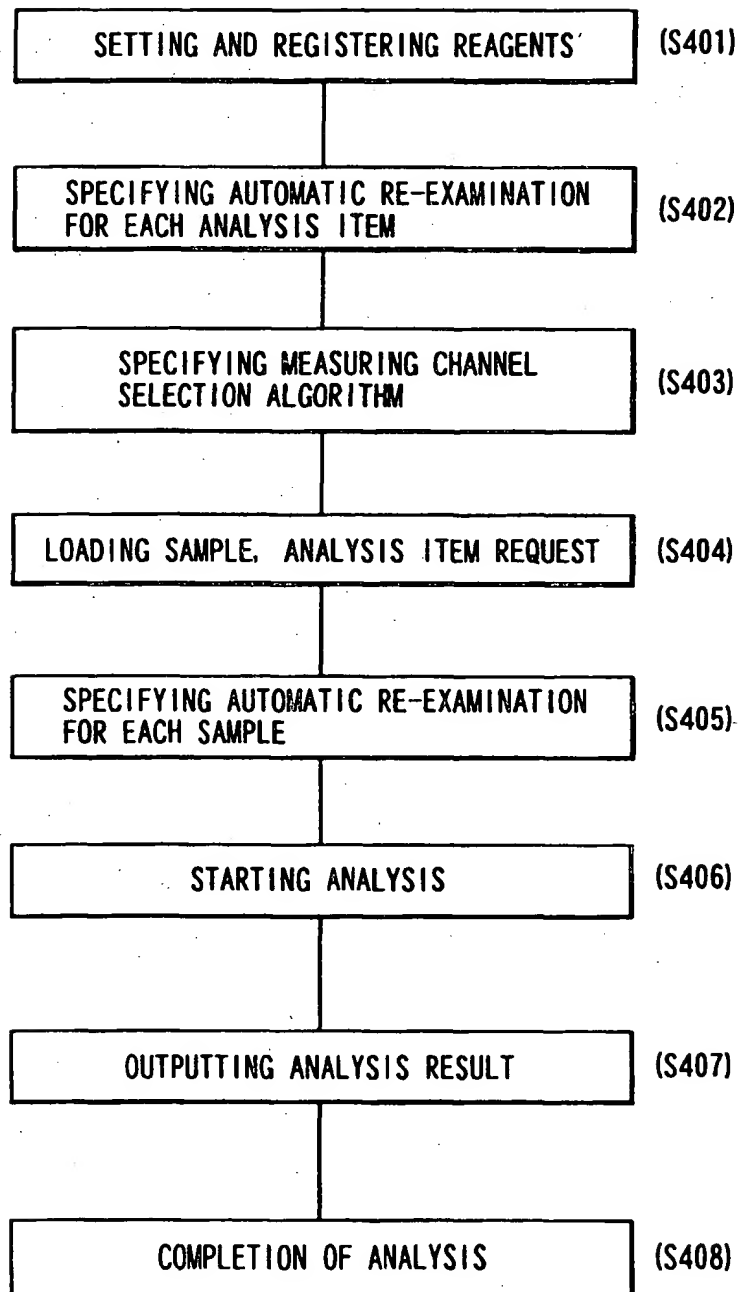 SETTING AND REGISTERING REAGENTS (S401)
SPECIFYING AUTOMATIC RE-EXAMINATION
FOR EACH ANALYSIS ITEM (S402)
SPECIFYING MEASURING CHANNEL
SELECTION ALGORITHM (S403)
LOADING SAMPLE, ANALYSIS ITEM REQUEST (S404)
SPECIFYING AUTOMATIC RE-EXAMINATION
FOR EACH SAMPLE (S405)
STARTING ANALYSIS (S406)
OUTPUTTING ANALYSIS RESULT (S407)
COMPLETION OF ANALYSIS (S408)